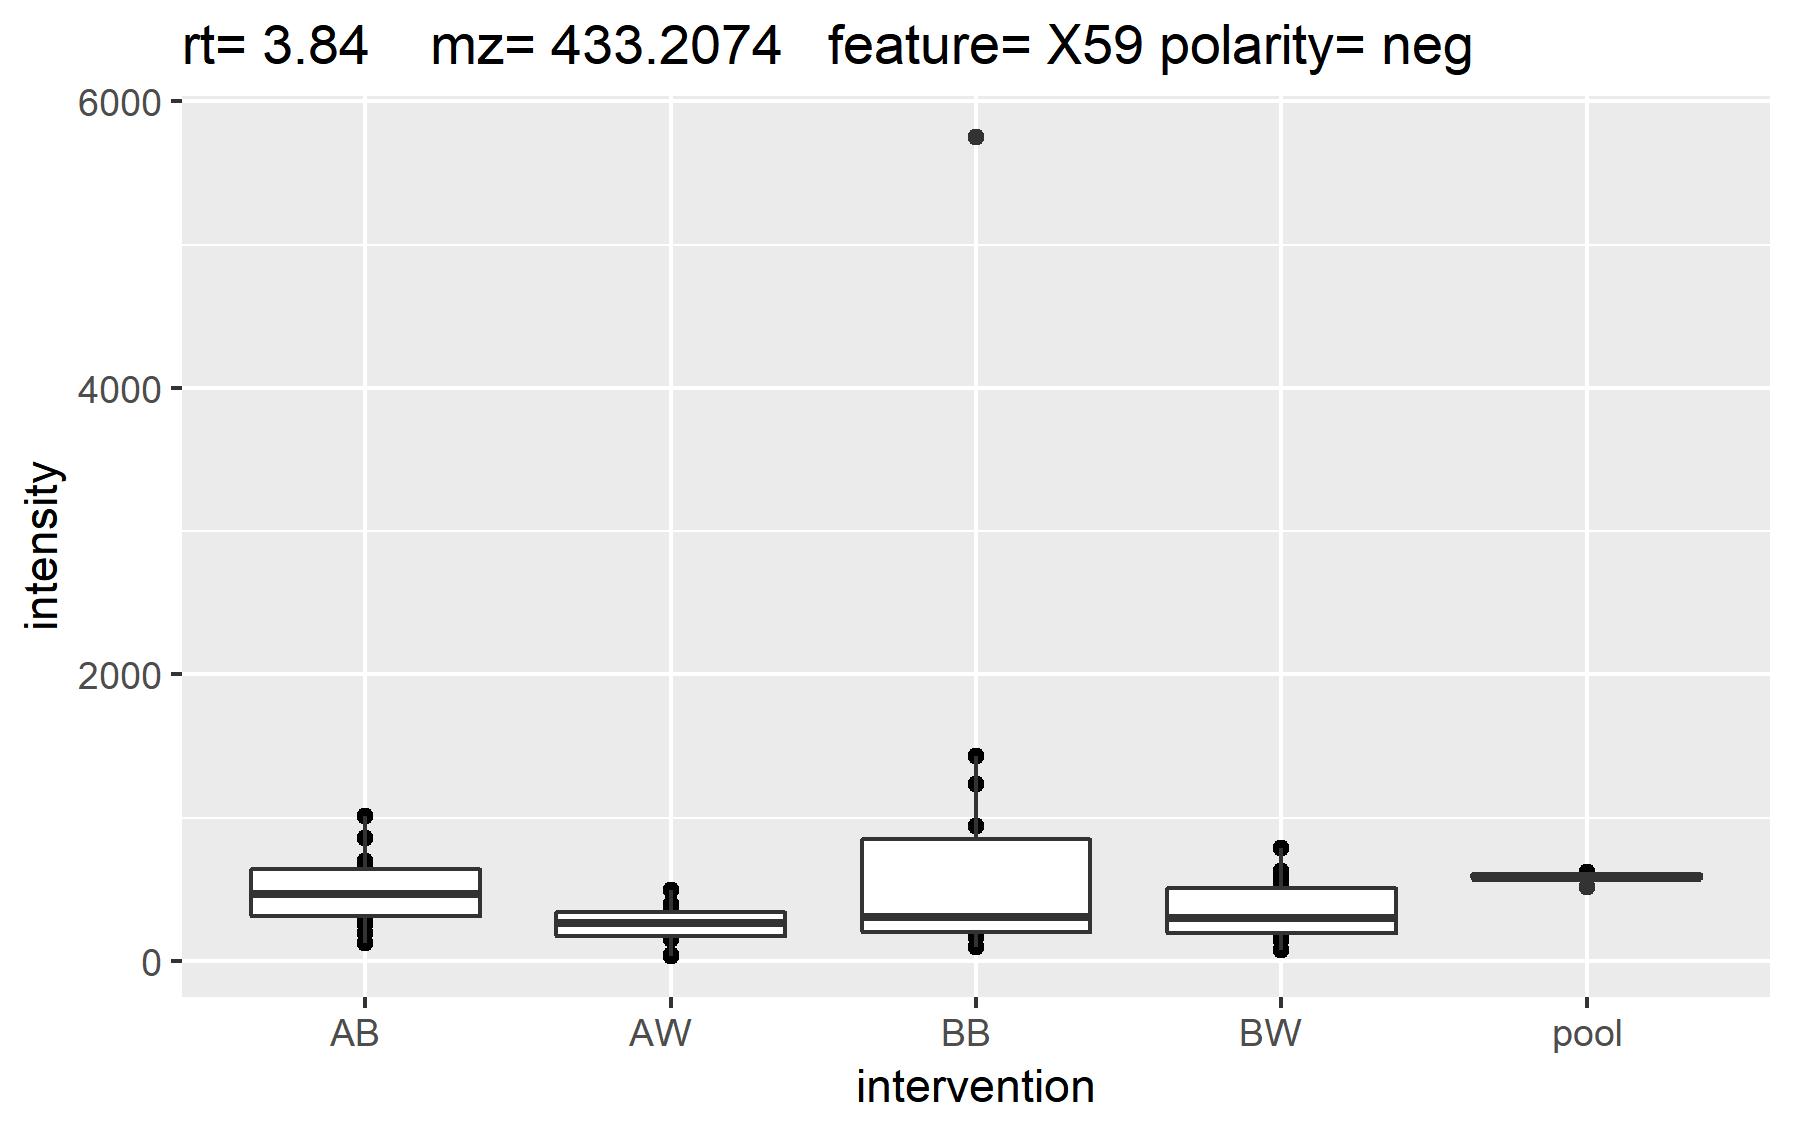 rt= 3.84    mz= 433.2074   feature= X59 polarity= neg
6000
4000
2000
0
intensity
AB AW BB BW pool
intervention